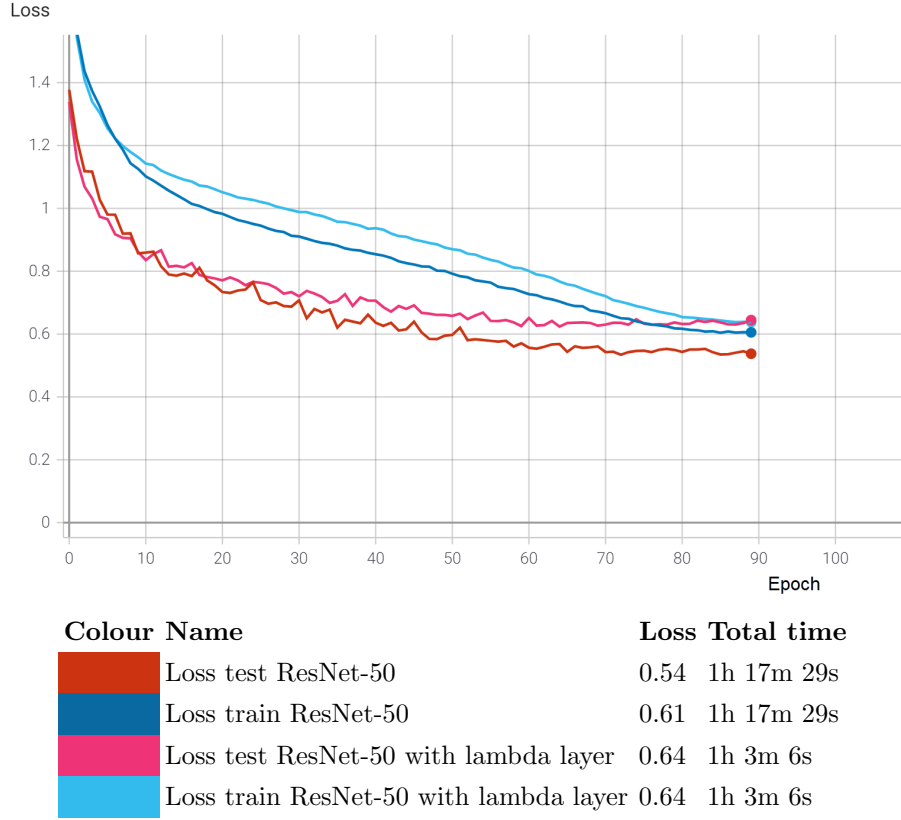 Loss
1.4
1.2
1
0.8
0.6
0.4
0.2
0
0 10 20 30 40 50 60 70 80 90 100
Epoch
Colour Name Loss Total time
Loss test ResNet-50 0.54 1h 17m 29s
Loss train ResNet-50 0.61 1h 17m 29s
Loss test ResNet-50 with lambda layer 0.64 1h 3m 6s
Loss train ResNet-50 with lambda layer 0.64 1h 3m 6s